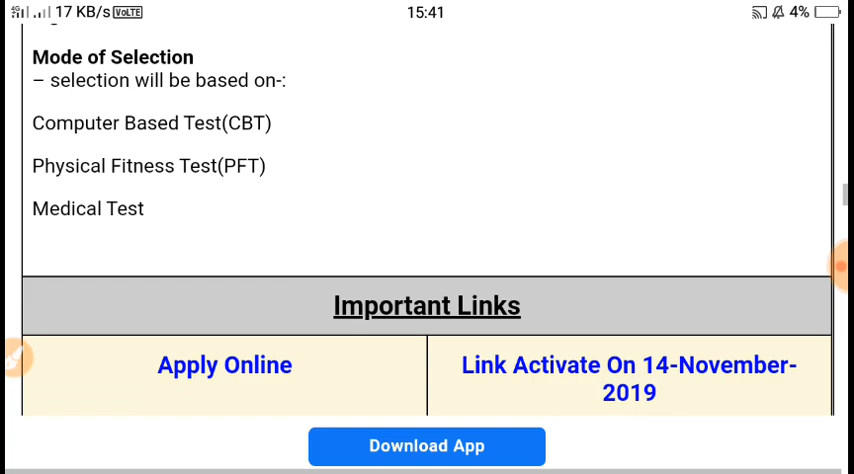 17 KB/s VoLTE 15:41 4%
Mode of Selection
– selection will be based on-:
Computer Based Test(CBT)
Physical Fitness Test(PFT)
Medical Test
Important Links
Apply Online
Link Activate On 14-November-
2019
Download App